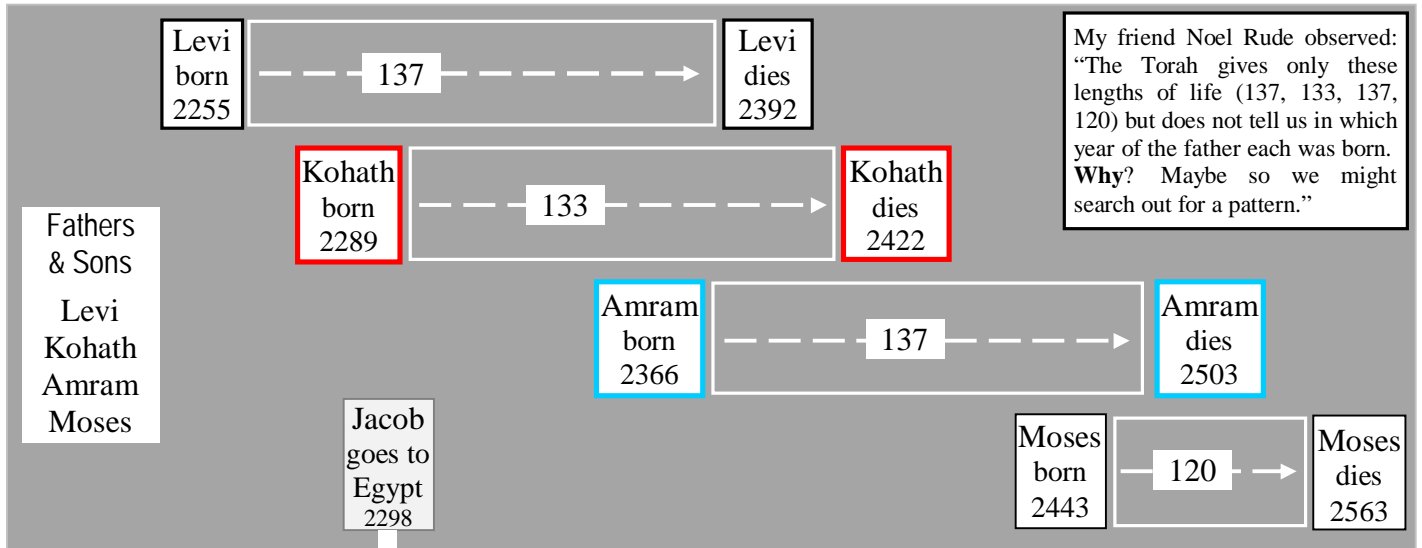 Levi
born
2255
137
Levi
dies
2392
My friend Noel Rude observed:
“The Torah gives only these
lengths of life (137, 133, 137,
120) but does not tell us in which
year of the father each was born.
Why? Maybe so we might
search out for a pattern.”
Kohath
born
2289
133
Kohath
dies
2422
Fathers
& Sons
Levi
Kohath
Amram
Moses
Amram
born
2366
137
Amram
dies
2503
Jacob
goes to
Egypt
2298
Moses
born
2443
120
Moses
dies
2563